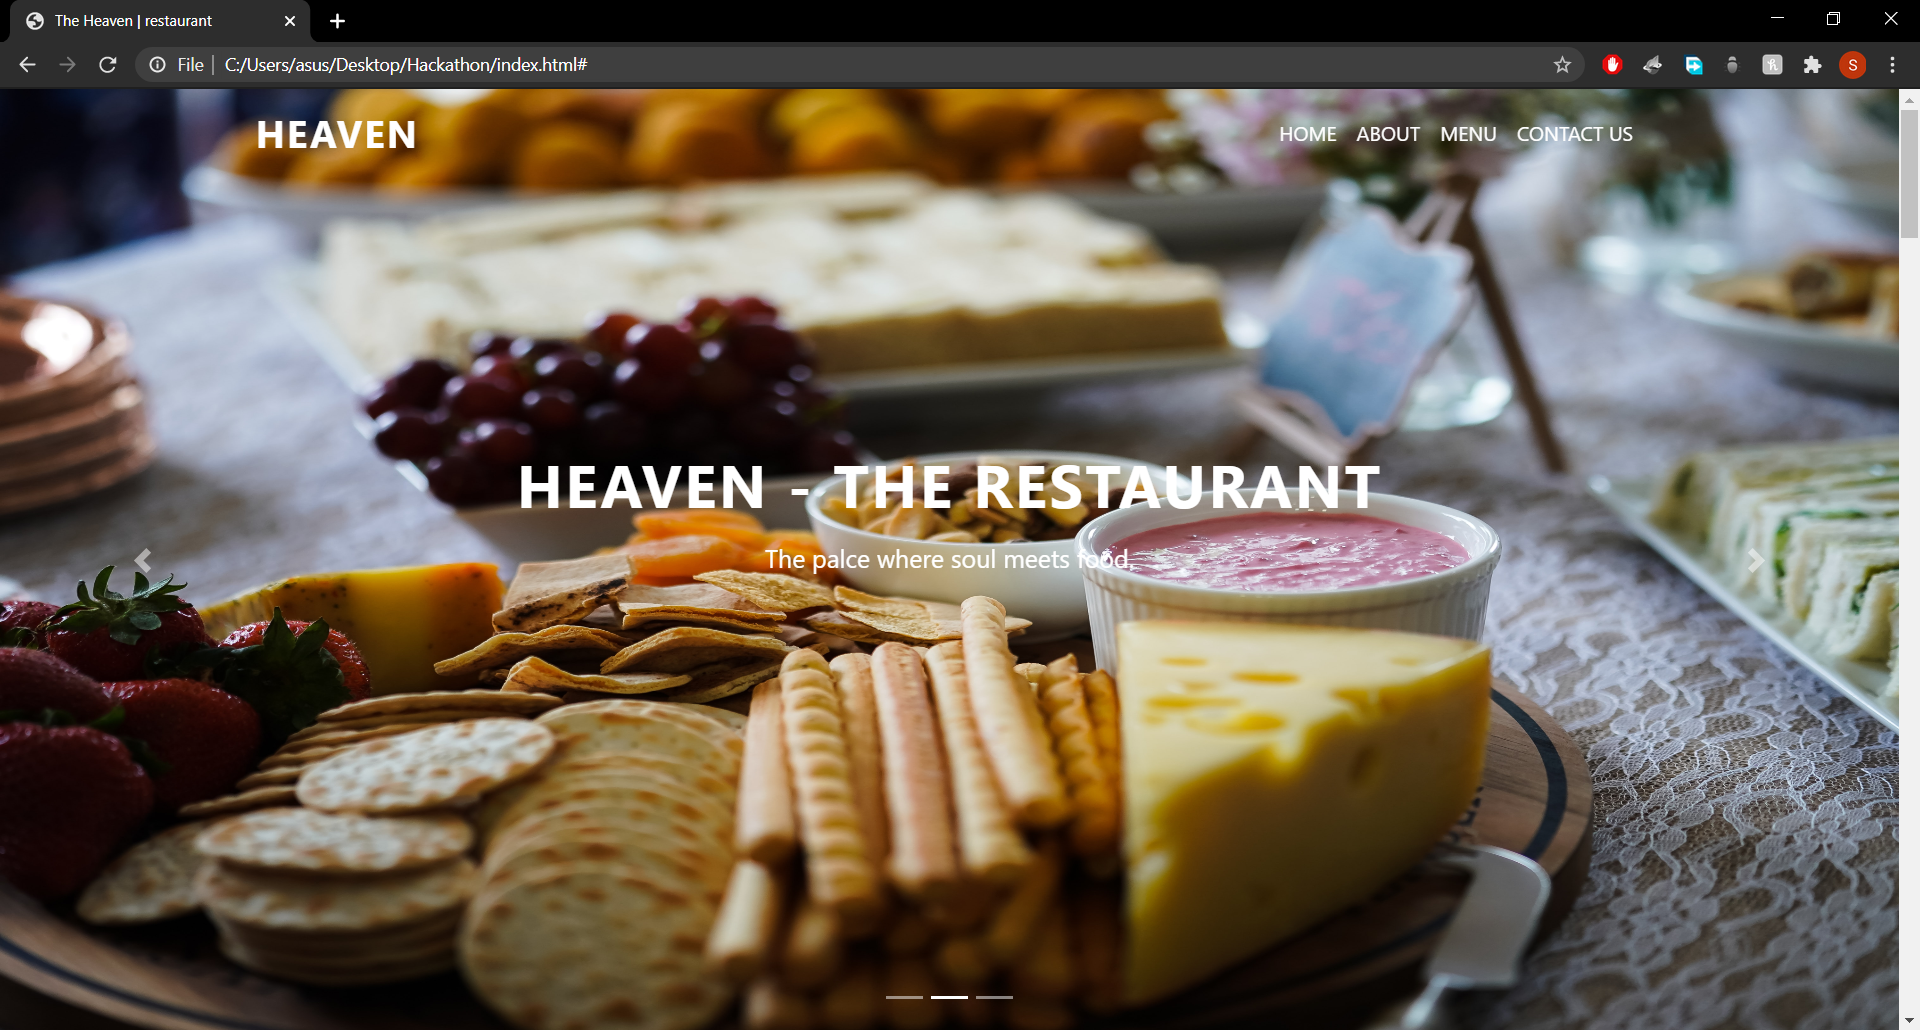 The Heaven | restaurant
File
C:/Users/asus/Desktop/Hackathon/index.html#
S
HEAVEN
HOME ABOUT MENU CONTACT US
HEAVEN - THE RESTAURANT
The palce where soul meets food.